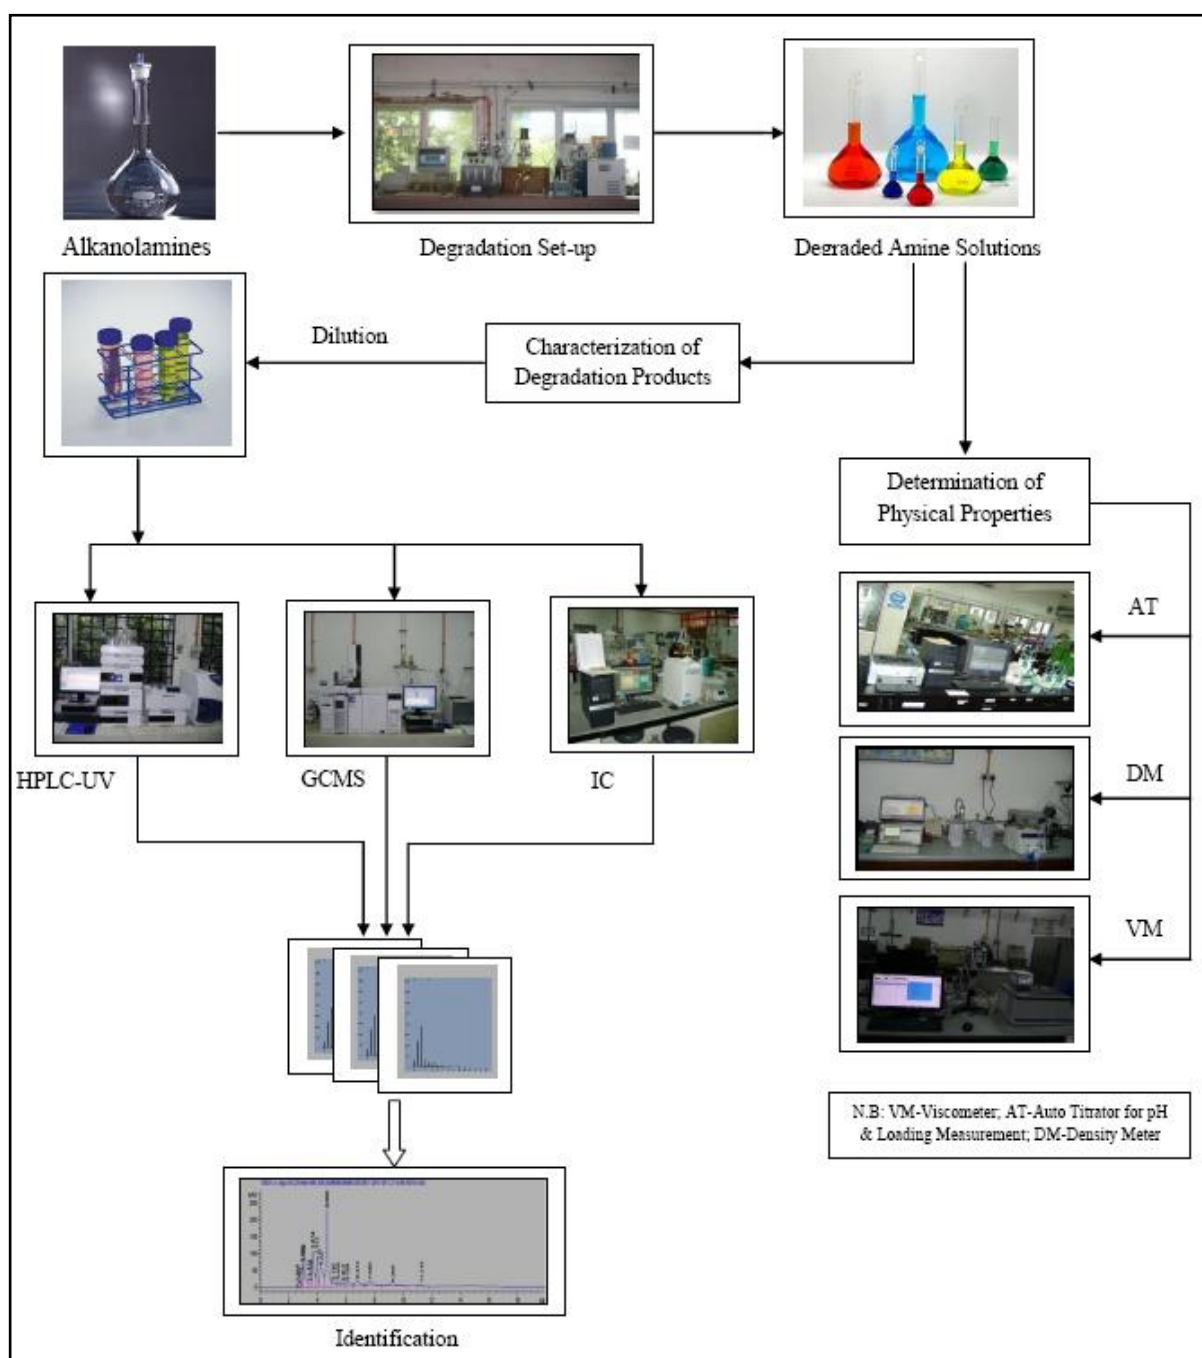 Alkanolamines
Degradation Set-up
Degraded Amine Solutions
Dilution
Characterization of
Degradation Products
Determination of
Physical Properties
AT
HPLC-UV
GCMS
IC
DM
VM
N.B: VM-Viscometer; AT-Auto Titrator for pH
& Loading Measurement; DM-Density Meter
Identification